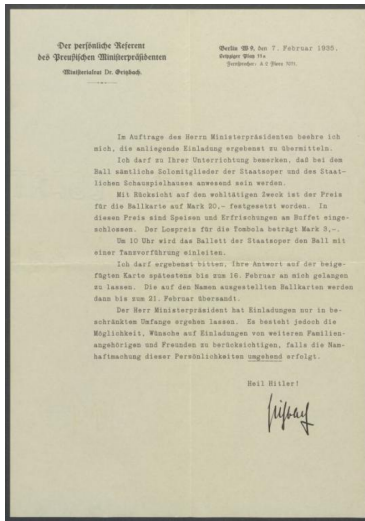 Der persönliche Referent
des Preußischen Ministerpräsidenten
Ministerialrat Dr. Gritzbach.
Berlin W 8, den 7. Februar 1935.
Leipziger Platz 11a
Fernsprecher: A 2 Flora
Im Auftrage des Herrn Ministerpräsidenten beehre ich
mich, die anliegende Einladung ergebenst zu übermitteln.
Ich darf zu Ihrer Unterrichtung bemerken, daß bei dem
Ball sämtliche Solomitglieder der Staatsoper und des Staat-
lichen Schauspielhauses anwesend sein werden.
Mit Rücksicht auf den wohltätigen Zweck ist der Preis
für die Ballkarte auf Mark 20,- festgesetzt worden. In
diesen Preis sind Speisen und Erfrischungen am Buffet einge-
schlossen. Der Lospreis für die Tombola beträgt Mark 3,-.
Um 10 Uhr wird das Ballett der Staatsoper den Ball mit
einer Tanzvorführung einleiten.
Ich darf ergebenst bitten, Ihre Antwort auf der beige-
fügten Karte spätestens bis zum 16. Februar an mich gelangen
zu lassen. Die auf den Namen ausgestellten Ballkarten werden
dann bis zum 21. Februar übersandt.
Der Herr Ministerpräsident hat Einladungen nur in be-
schränktem Umfange ergehen lassen. Es besteht jedoch die
Möglichkeit, Wünsche auf Einladungen von weiteren Familien-
angehörigen und Freunden zu berücksichtigen, falls die Nam-
haftmachung dieser Persönlichkeiten umgehend erfolgt.
Heil Hitler!
Gritzbach